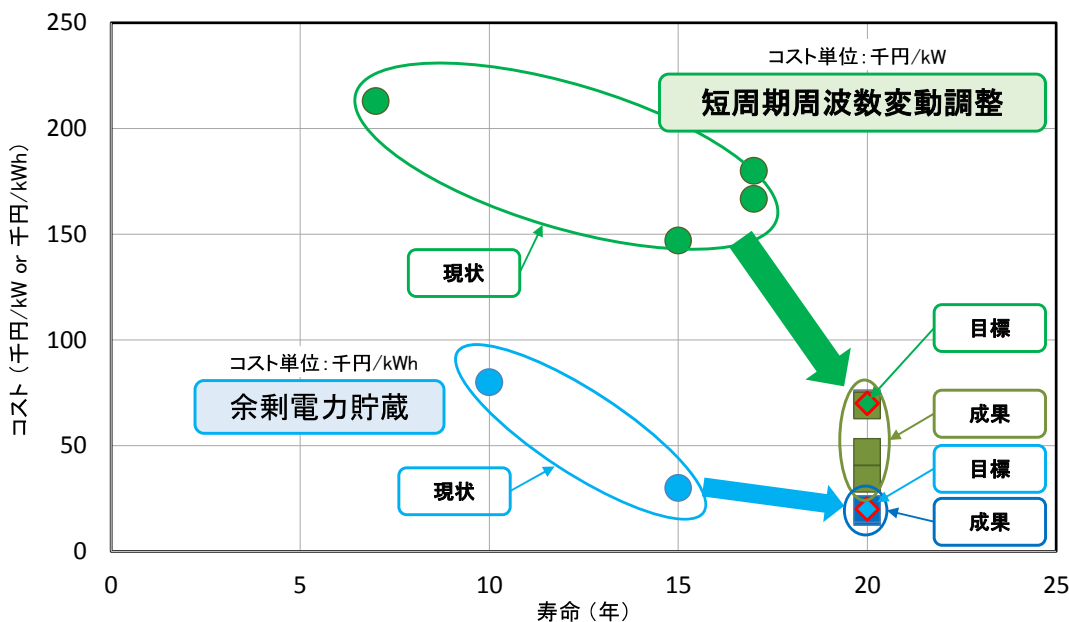 コスト（千円/kW or 千円/kWh）
250
200
150
100
50
0
コスト単位：千円/kW
短周期周波数変動調整
現状
コスト単位：千円/kWh
余剰電力貯蔵
現状
目標
成果
目標
成果
0
5
10
15
20
25
寿命（年）